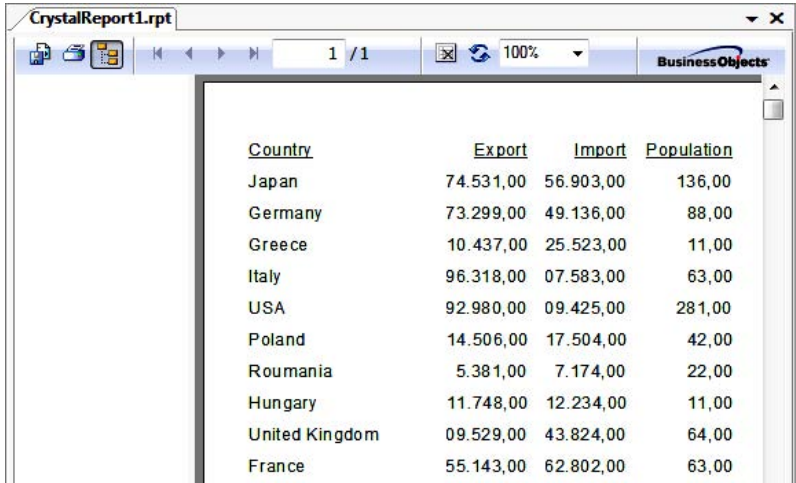 CrystalReport1.rpt
1 /1 100% BusinessObjects
Country Export Import Population
Japan 74.531,00 56.903,00 136,00
Germany 73.299,00 49.136,00 88,00
Greece 10.437,00 25.523,00 11,00
Italy 96.318,00 07.583,00 63,00
USA 92.980,00 09.425,00 281,00
Poland 14.506,00 17.504,00 42,00
Roumania 5.381,00 7.174,00 22,00
Hungary 11.748,00 12.234,00 11,00
United Kingdom 09.529,00 43.824,00 64,00
France 55.143,00 62.802,00 63,00